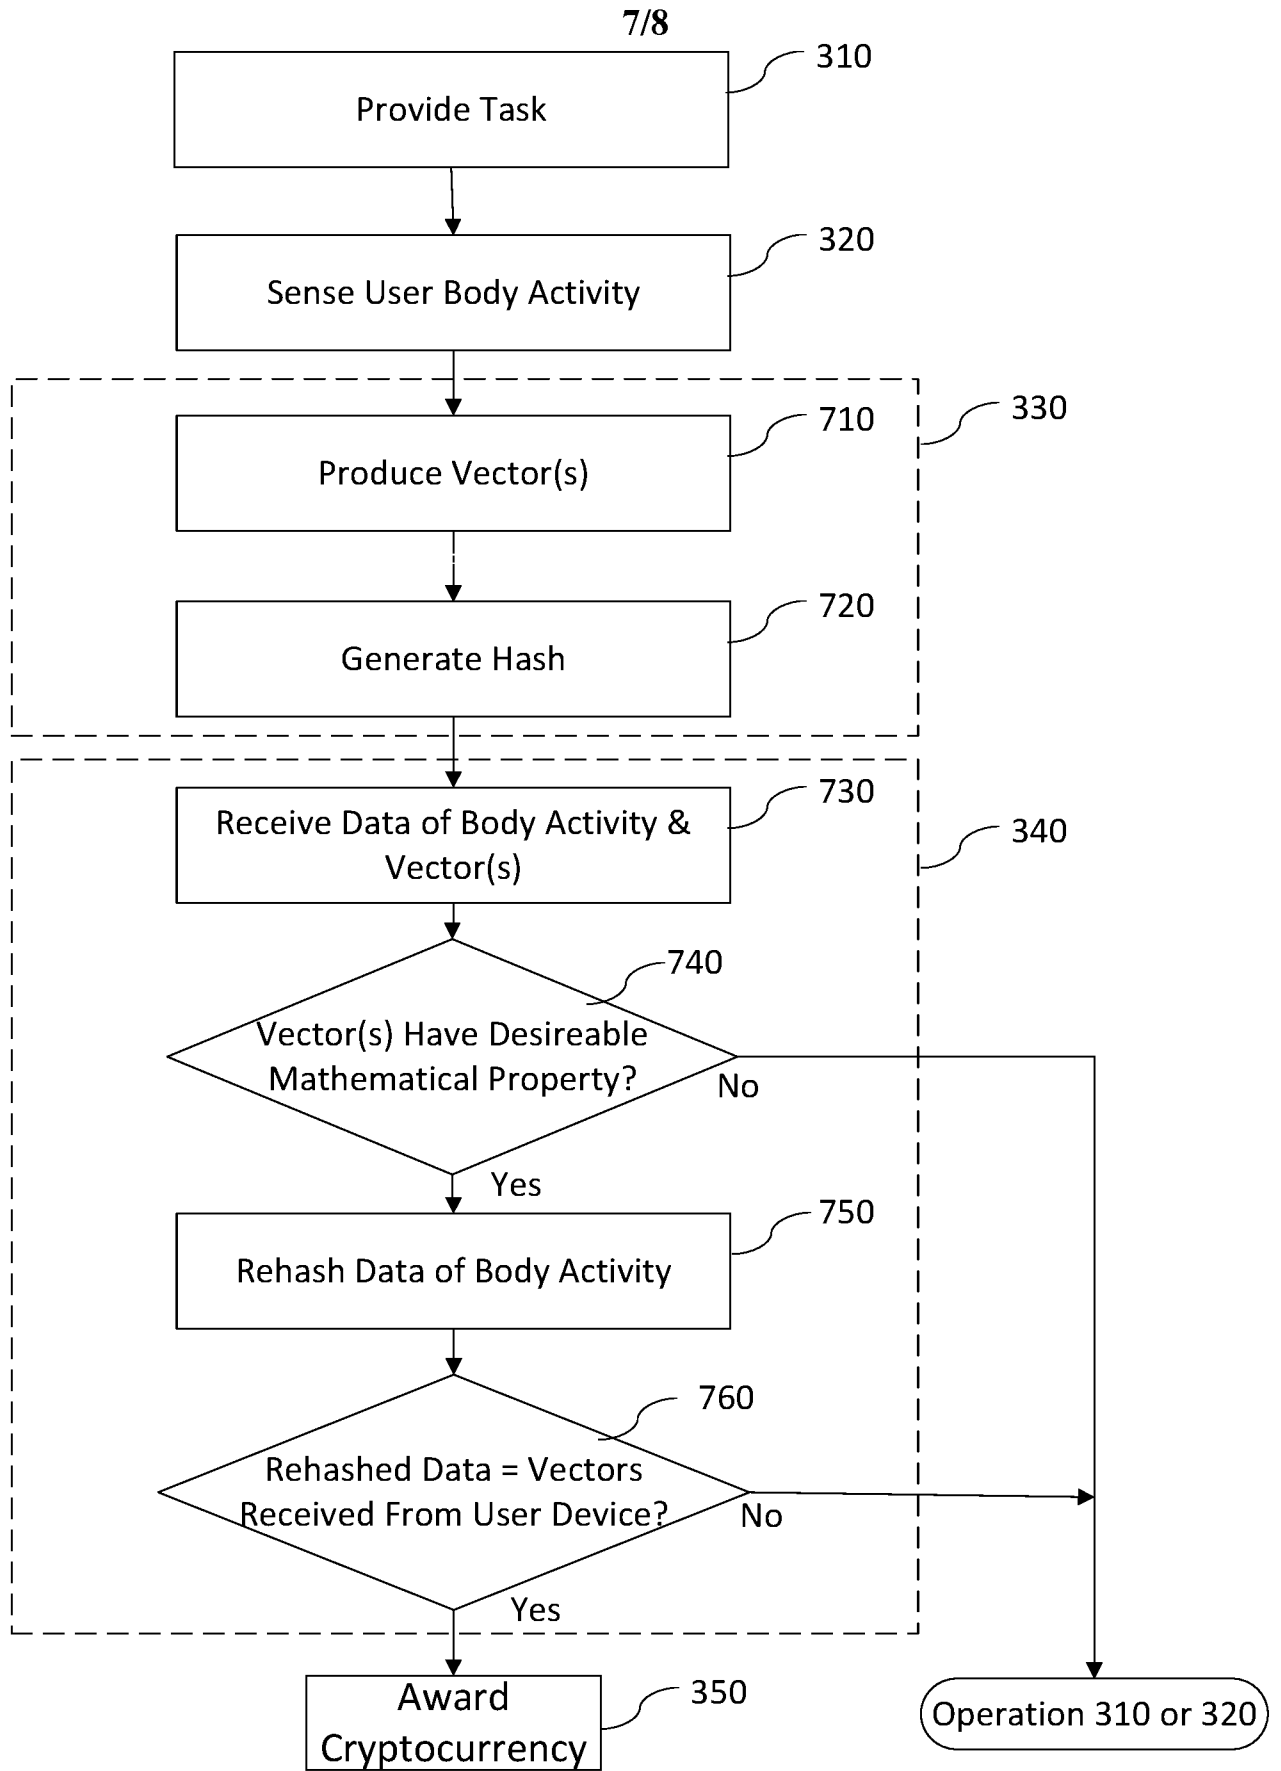 7/8
310
Provide Task
320
Sense User Body Activity
330
710
Produce Vector(s)
720
Generate Hash
730
Receive Data of Body Activity &
Vector(s)
340
740
Vector(s) Have Desireable
Mathematical Property?
No
Yes
750
Rehash Data of Body Activity
760
Rehashed Data = Vectors
Received From User Device?
No
Yes
350
Award
Cryptocurrency
Operation 310 or 320